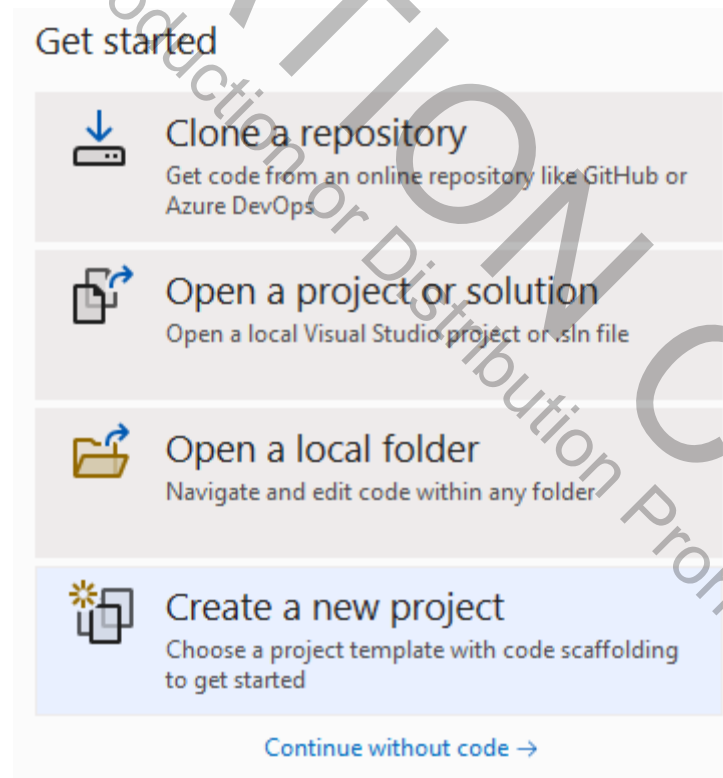 Get started
Clone a repository
Get code from an online repository like GitHub or
Azure DevOps
Open a project or solution
Open a local Visual Studio project or .sln file
Open a local folder
Navigate and edit code within any folder
Create a new project
Choose a project template with code scaffolding
to get started
Continue without code →
or Distribution